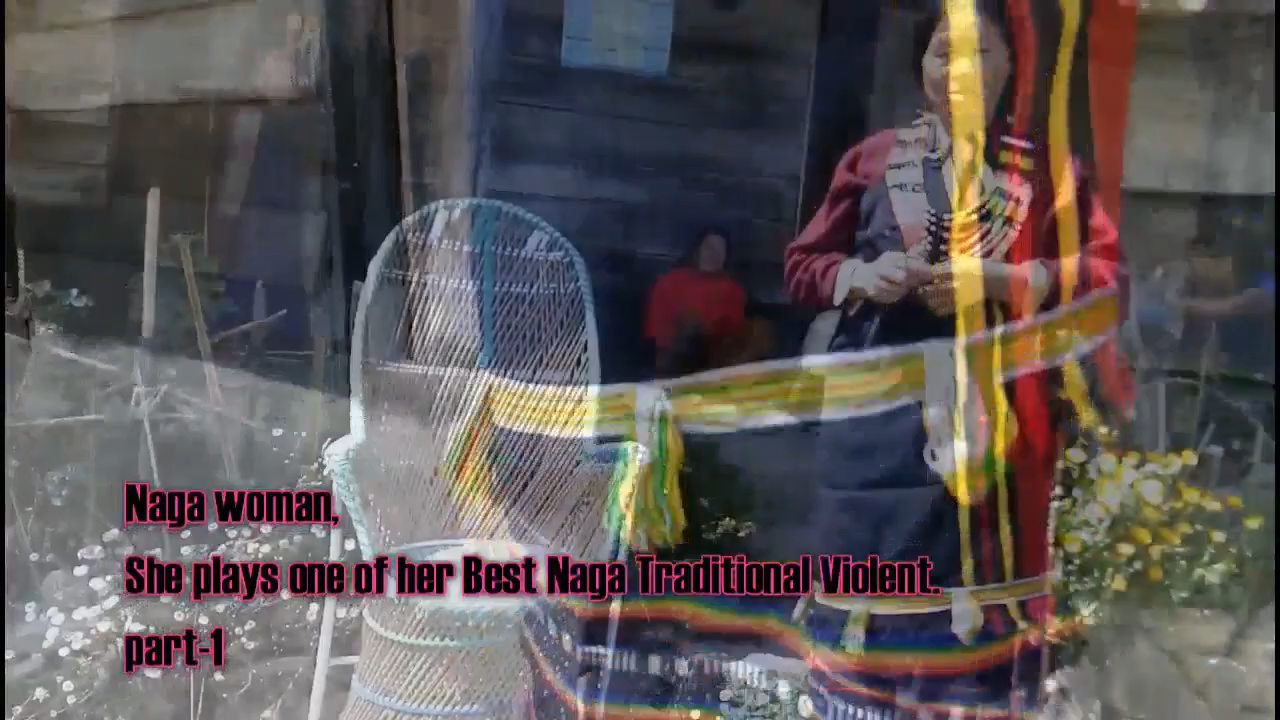 Naga woman,
She plays one of her Best Naga Traditional Violent.
part-1